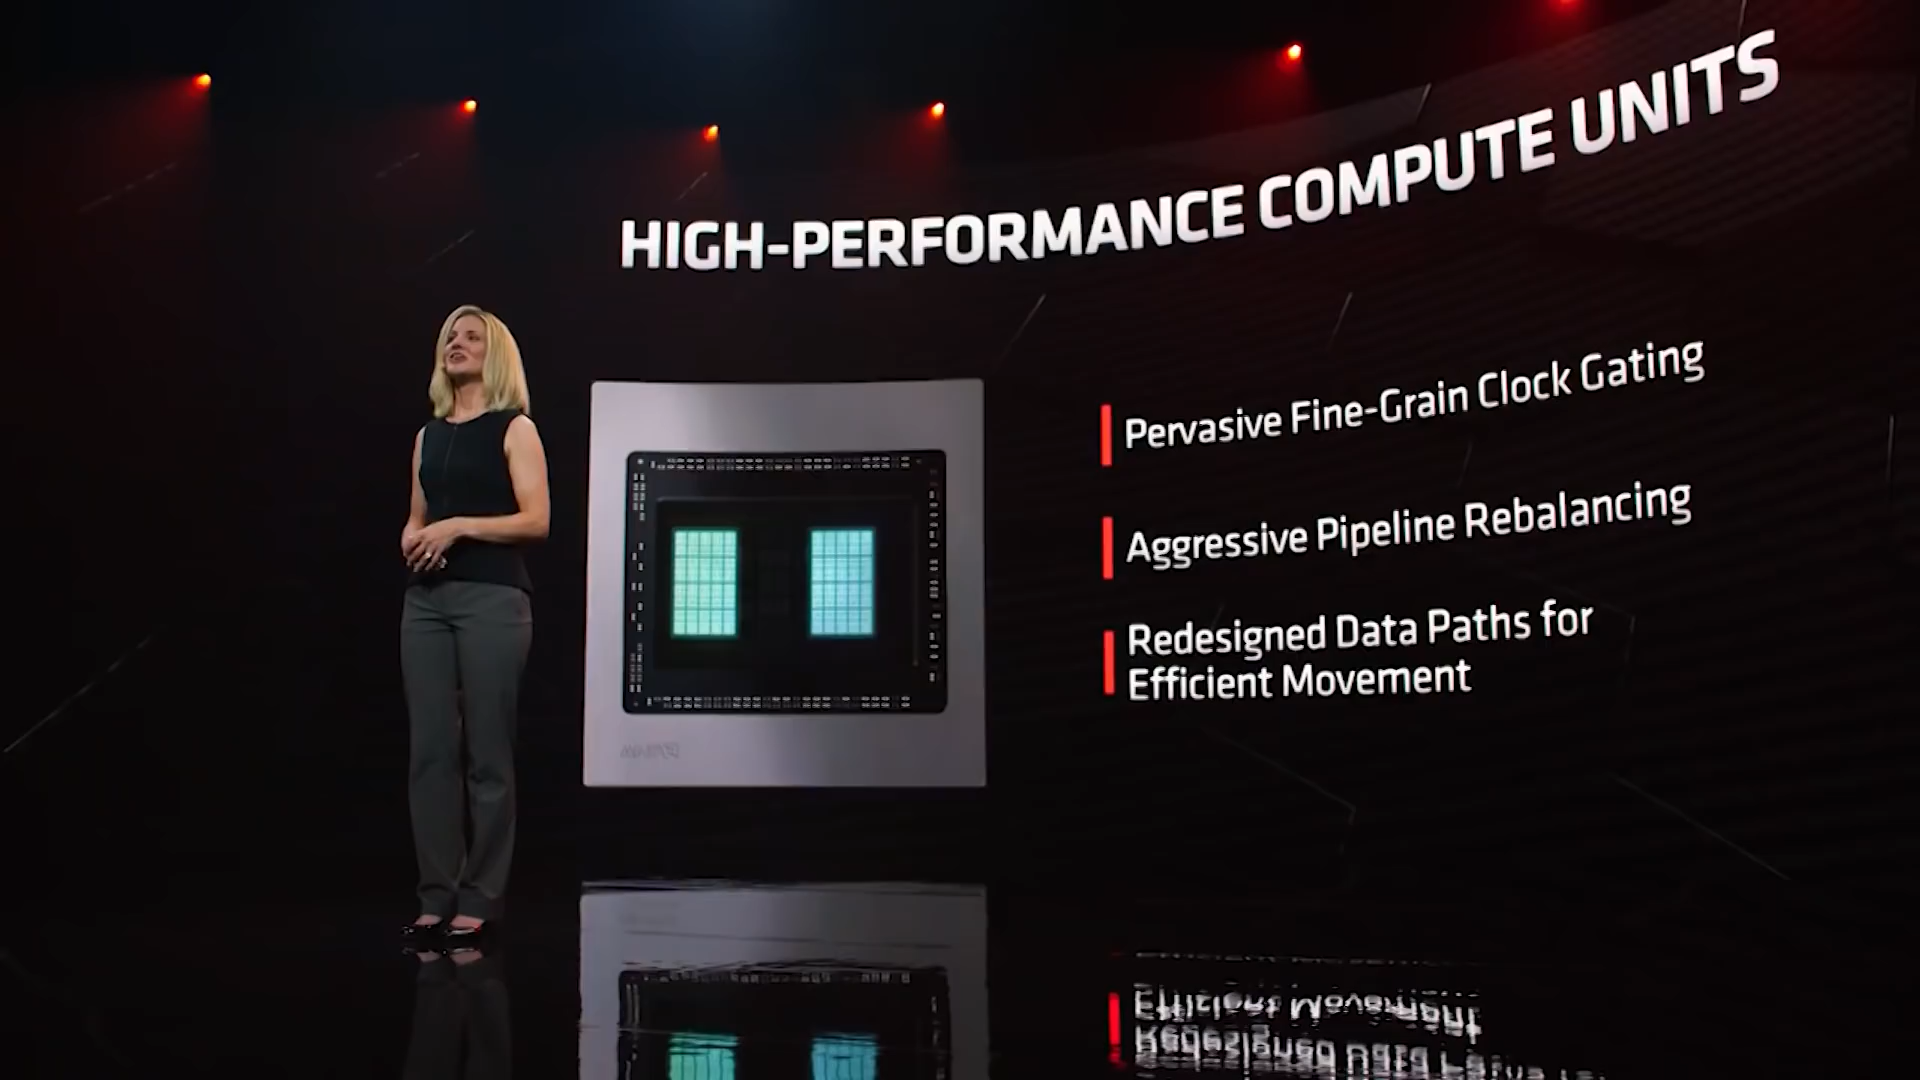 HIGH-PERFORMANCE COMPUTE UNITS
Pervasive Fine-Grain Clock Gating
Aggressive Pipeline Rebalancing
Redesigned Data Paths for
Efficient Movement